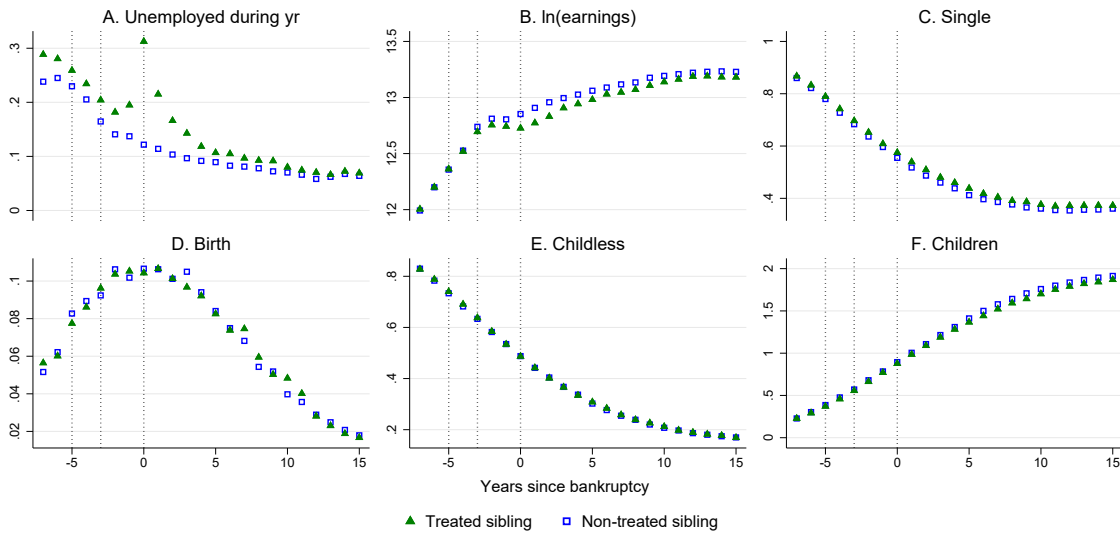 A. Unemployed during yr
B. ln(earnings)
C. Single
0 .1 .2 .3
12 12.5 13 13.5
.4 .6 .8 1
D. Birth
E. Childless
F. Children
.02 .04 .06 .08 .1
.2 .4 .6 .8
0 .5 1 1.5 2
-5 0 5 10 15
-5 0 5 10 15
-5 0 5 10 15
Years since bankruptcy
Treated sibling
Non-treated sibling